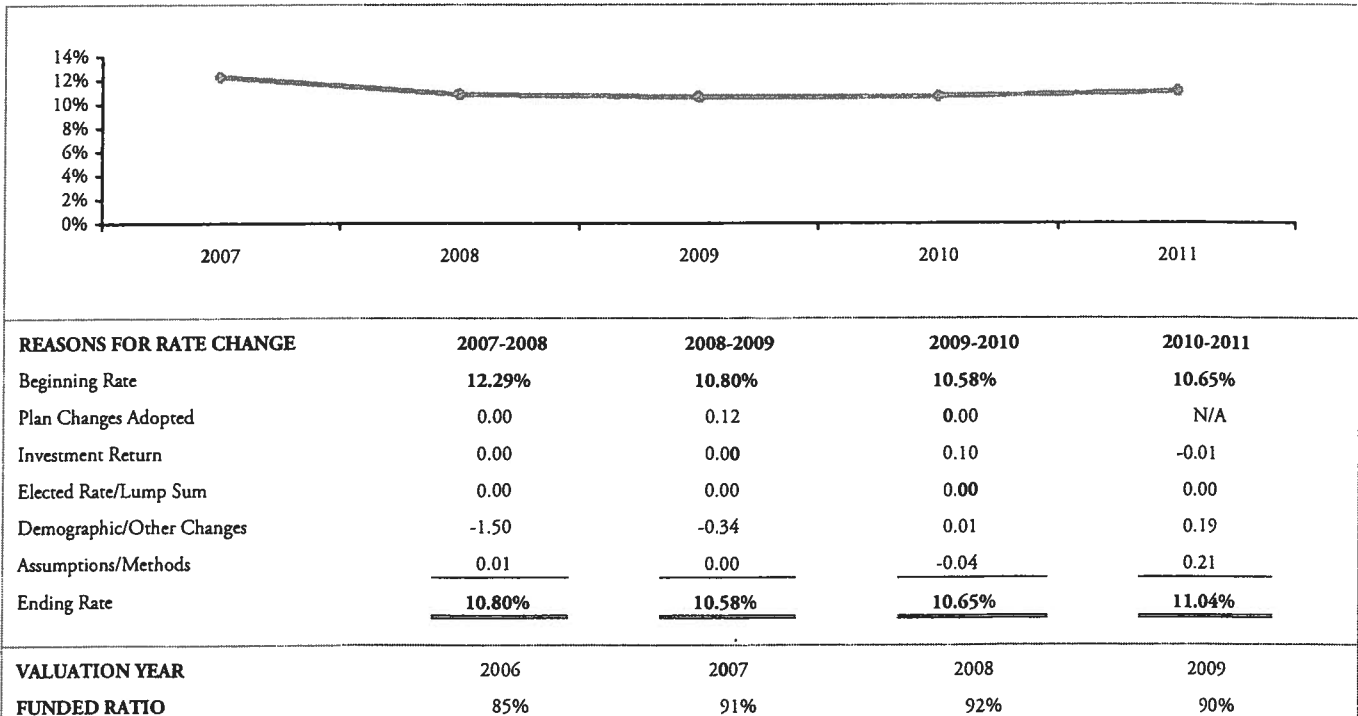 14%
12%
10%
8%
6%
4%
2%
0%
2007 2008 2009 2010 2011
REASONS FOR RATE CHANGE 2007-2008 2008-2009 2009-2010 2010-2011
Beginning Rate 12.29% 10.80% 10.58% 10.65%
Plan Changes Adopted 0.00 0.12 0.00 N/A
Investment Return 0.00 0.00 0.10 -0.01
Elected Rate/Lump Sum 0.00 0.00 0.00 0.00
Demographic/Other Changes -1.50 -0.34 0.01 0.19
Assumptions/Methods 0.01 0.00 -0.04 0.21
Ending Rate 10.80% 10.58% 10.65% 11.04%
VALUATION YEAR 2006 2007 2008 2009
FUNDED RATIO 85% 91% 92% 90%